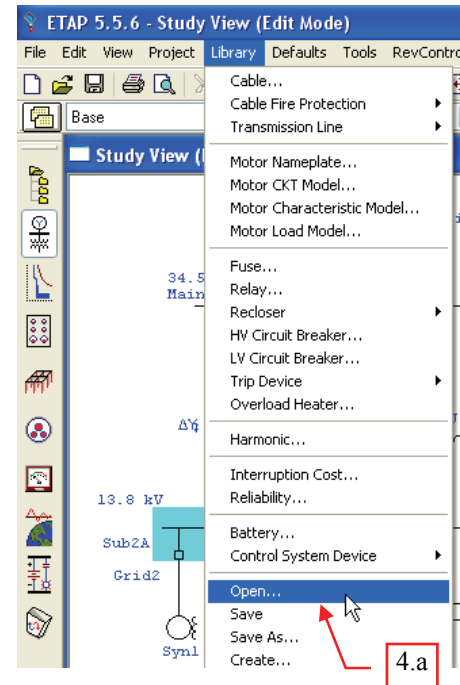 ETAP 5.5.6 - Study View (Edit Mode)
File Edit View Project Library Defaults Tools RevContro
Base
Study View (
Cable...
Cable Fire Protection
Transmission Line
Motor Nameplate...
Motor CKT Model...
Motor Characteristic Model...
Motor Load Model...
Fuse...
Relay...
Recloser
HV Circuit Breaker...
LV Circuit Breaker...
Trip Device
Overload Heater...
Harmonic...
Interruption Cost...
Reliability...
Battery...
Control System Device
Open...
Save
Save As...
Create...
34.5
Main
13.8 kV
Sub2A
Grid2
Syn1
4.a